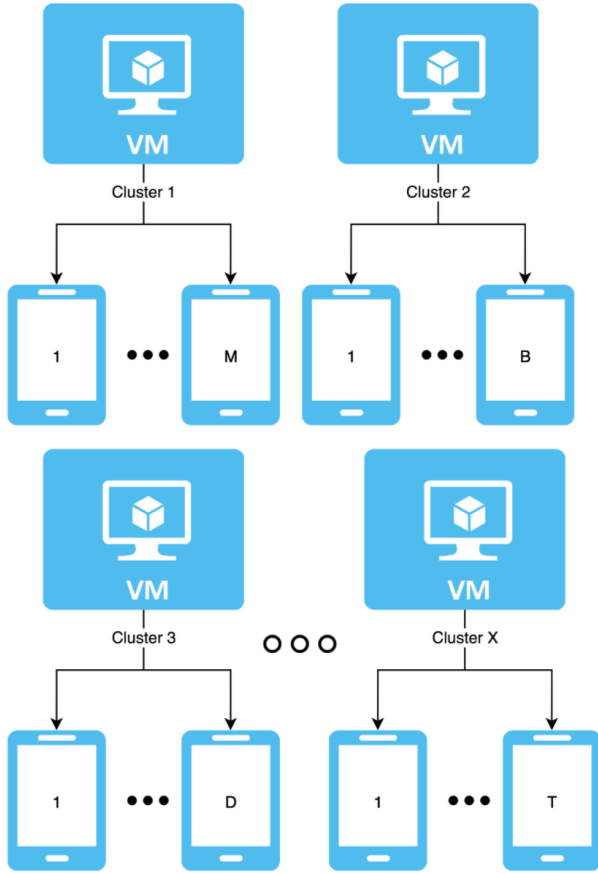 VM
Cluster 1
1
M
VM
Cluster 2
1
B
VM
Cluster 3
1
D
VM
Cluster X
1
T